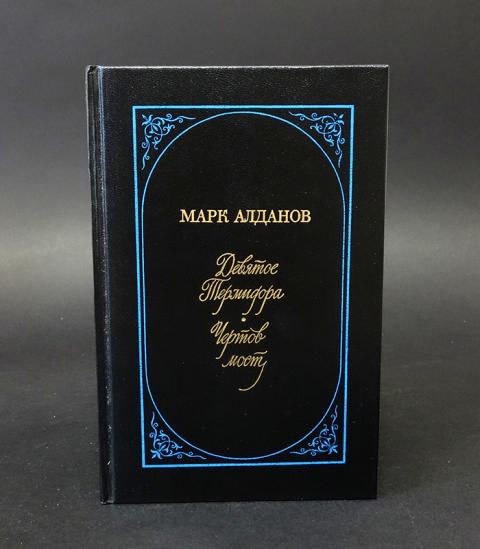 МАРК АЛДАНОВ
Девятое
Термидора
•
Чертов
мост